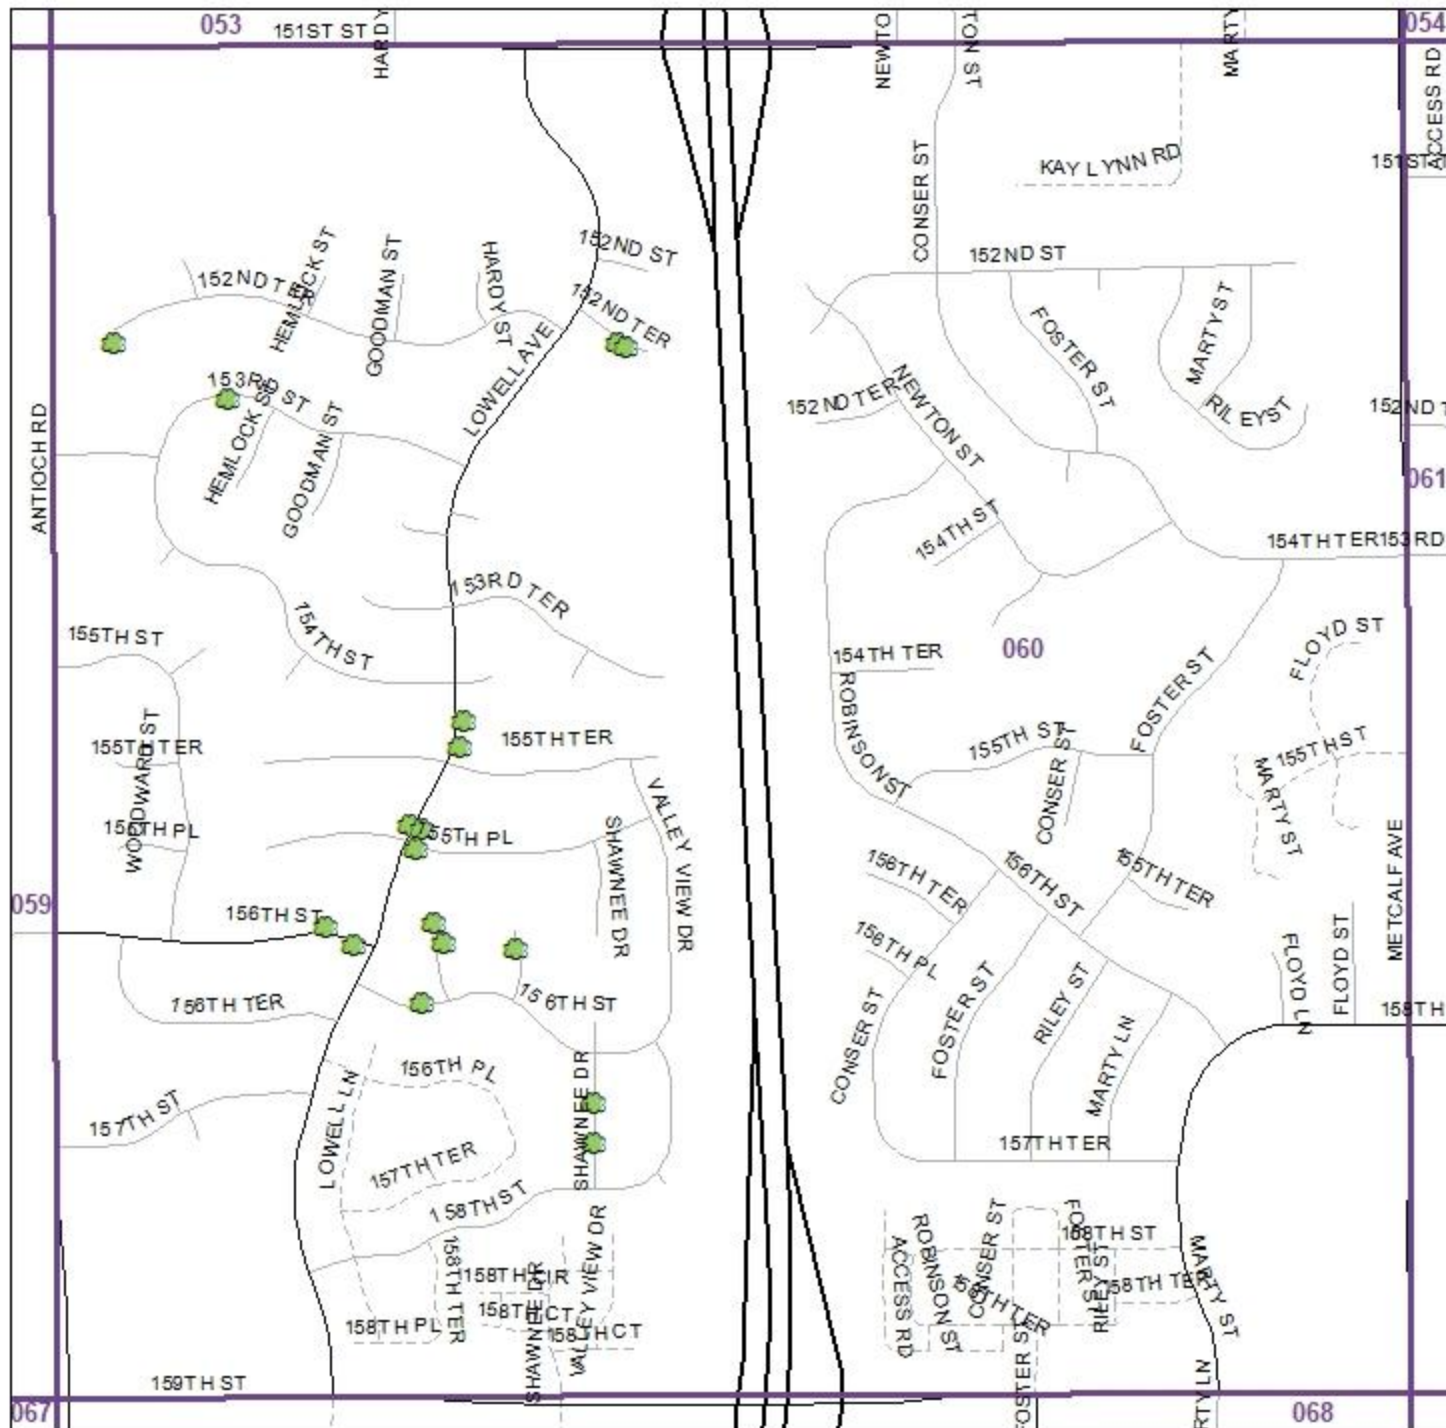 053
151ST ST
HARDY
NEWTO
TON ST
MARTY
054
ACCESS RD
KAY LYNN RD
CONSER ST
152ND ST
152ND ST
152ND TER
HEMLOCK ST
GOODMAN ST
HARDY ST
152ND TER
LOWELL AVE
FOSTER ST
MARTY ST
RILEY ST
153RD ST
HEMLOCK ST
GOODMAN ST
152ND TER
NEWTON ST
152ND T
ANTIOCH RD
061
154TH ST
154TH TER
153RD
153RD TER
155TH ST
154TH ST
154TH TER
060
FLOYD ST
ROBINSON ST
FOSTER ST
155TH TER
WOODWARD ST
155TH TER
155TH ST
CONSER ST
155TH ST
MARTY ST
155TH PL
155TH PL
VALLEY VIEW DR
SHAWNEE DR
156TH TER
156TH ST
155TH TER
METCALF AVE
059
156TH ST
156TH PL
FLOYD LN
FLOYD ST
156TH TER
156TH ST
CONSER ST
FOSTER ST
RILEY ST
MARTY LN
158TH
156TH PL
SHAWNEE DR
LOWELL LN
157TH ST
157TH TER
157TH TER
158TH ST
158TH TER
158TH CIR
158TH CT
158TH CT
158TH PL
SHAWNEE DR
VALLEY VIEW DR
ACCESS RD
ROBINSON ST
CONSER ST
158TH TER
FOSTER ST
158TH ST
RILEY ST
158TH TER
MARTY ST
159TH ST
FOSTER ST
RTY LN
067
068